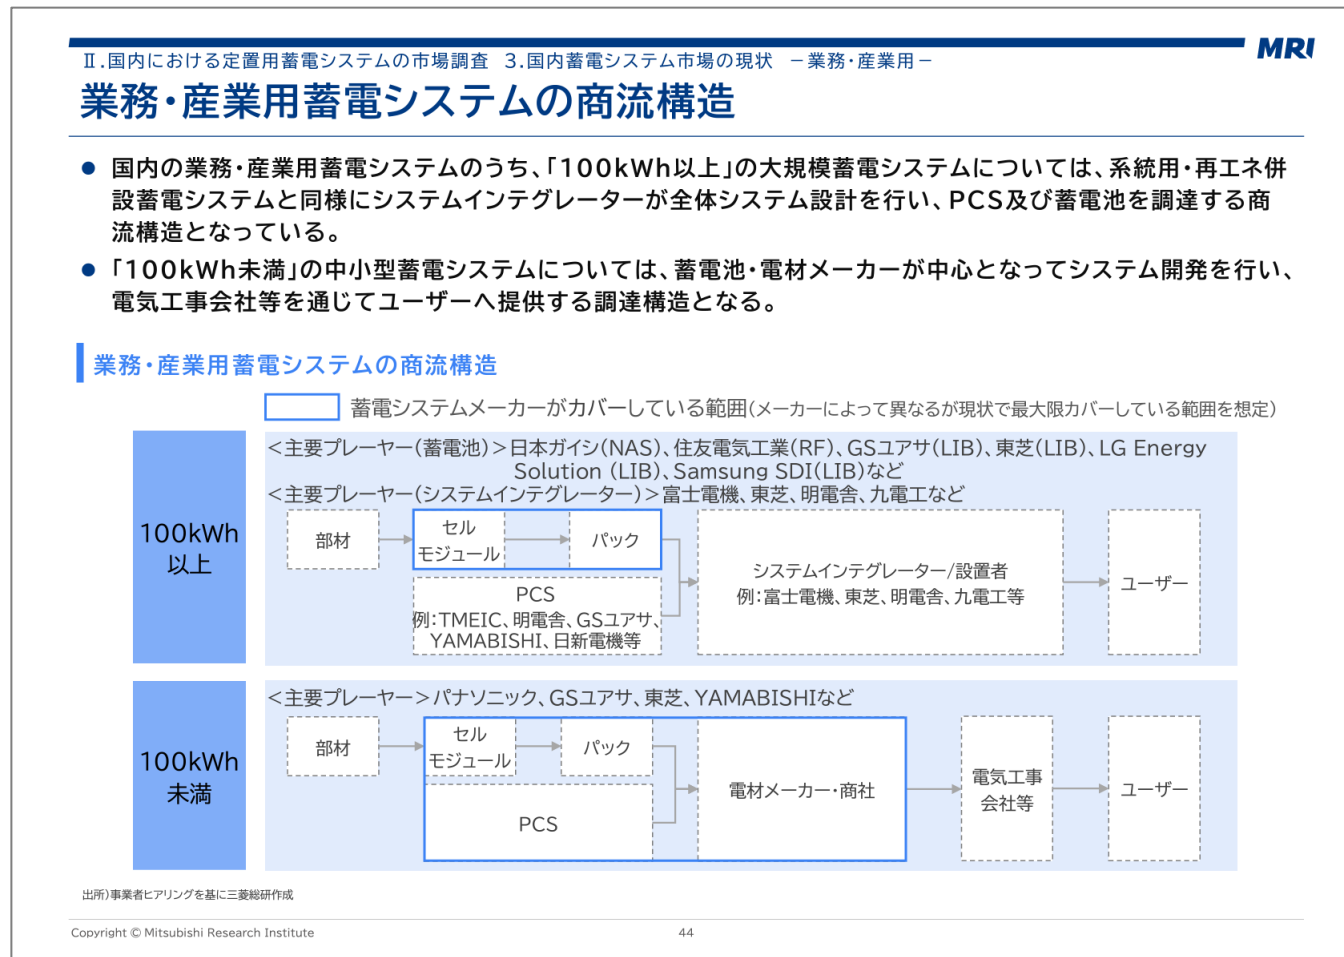 Ⅱ.国内における定置用蓄電システムの市場調査 3.国内蓄電システム市場の現状 －業務・産業用－
MRI
業務・産業用蓄電システムの商流構造
● 国内の業務・産業用蓄電システムのうち、「100kWh以上」の大規模蓄電システムについては、系統用・再エネ併
設蓄電システムと同様にシステムインテグレーターが全体システム設計を行い、PCS及び蓄電池を調達する商
流構造となっている。
● 「100kWh未満」の中小型蓄電システムについては、蓄電池・電材メーカーが中心となってシステム開発を行い、
電気工事会社等を通じてユーザーへ提供する調達構造となる。
業務・産業用蓄電システムの商流構造
蓄電システムメーカーがカバーしている範囲(メーカーによって異なるが現状で最大限カバーしている範囲を想定)
100kWh
以上
＜主要プレーヤー(蓄電池)＞日本ガイシ(NAS)、住友電気工業(RF)、GSユアサ(LIB)、東芝(LIB)、LG Energy
Solution (LIB)、Samsung SDI(LIB)など
＜主要プレーヤー(システムインテグレーター)＞富士電機、東芝、明電舎、九電工など
部材
セル
モジュール
パック
PCS
例：TMEIC、明電舎、GSユアサ、
YAMABISHI、日新電機等
システムインテグレーター/設置者
例：富士電機、東芝、明電舎、九電工等
ユーザー
100kWh
未満
＜主要プレーヤー＞パナソニック、GSユアサ、東芝、YAMABISHIなど
部材
セル
モジュール
パック
PCS
電材メーカー・商社
電気工事
会社等
ユーザー
出所)事業者ヒアリングを基に三菱総研作成
Copyright © Mitsubishi Research Institute
44